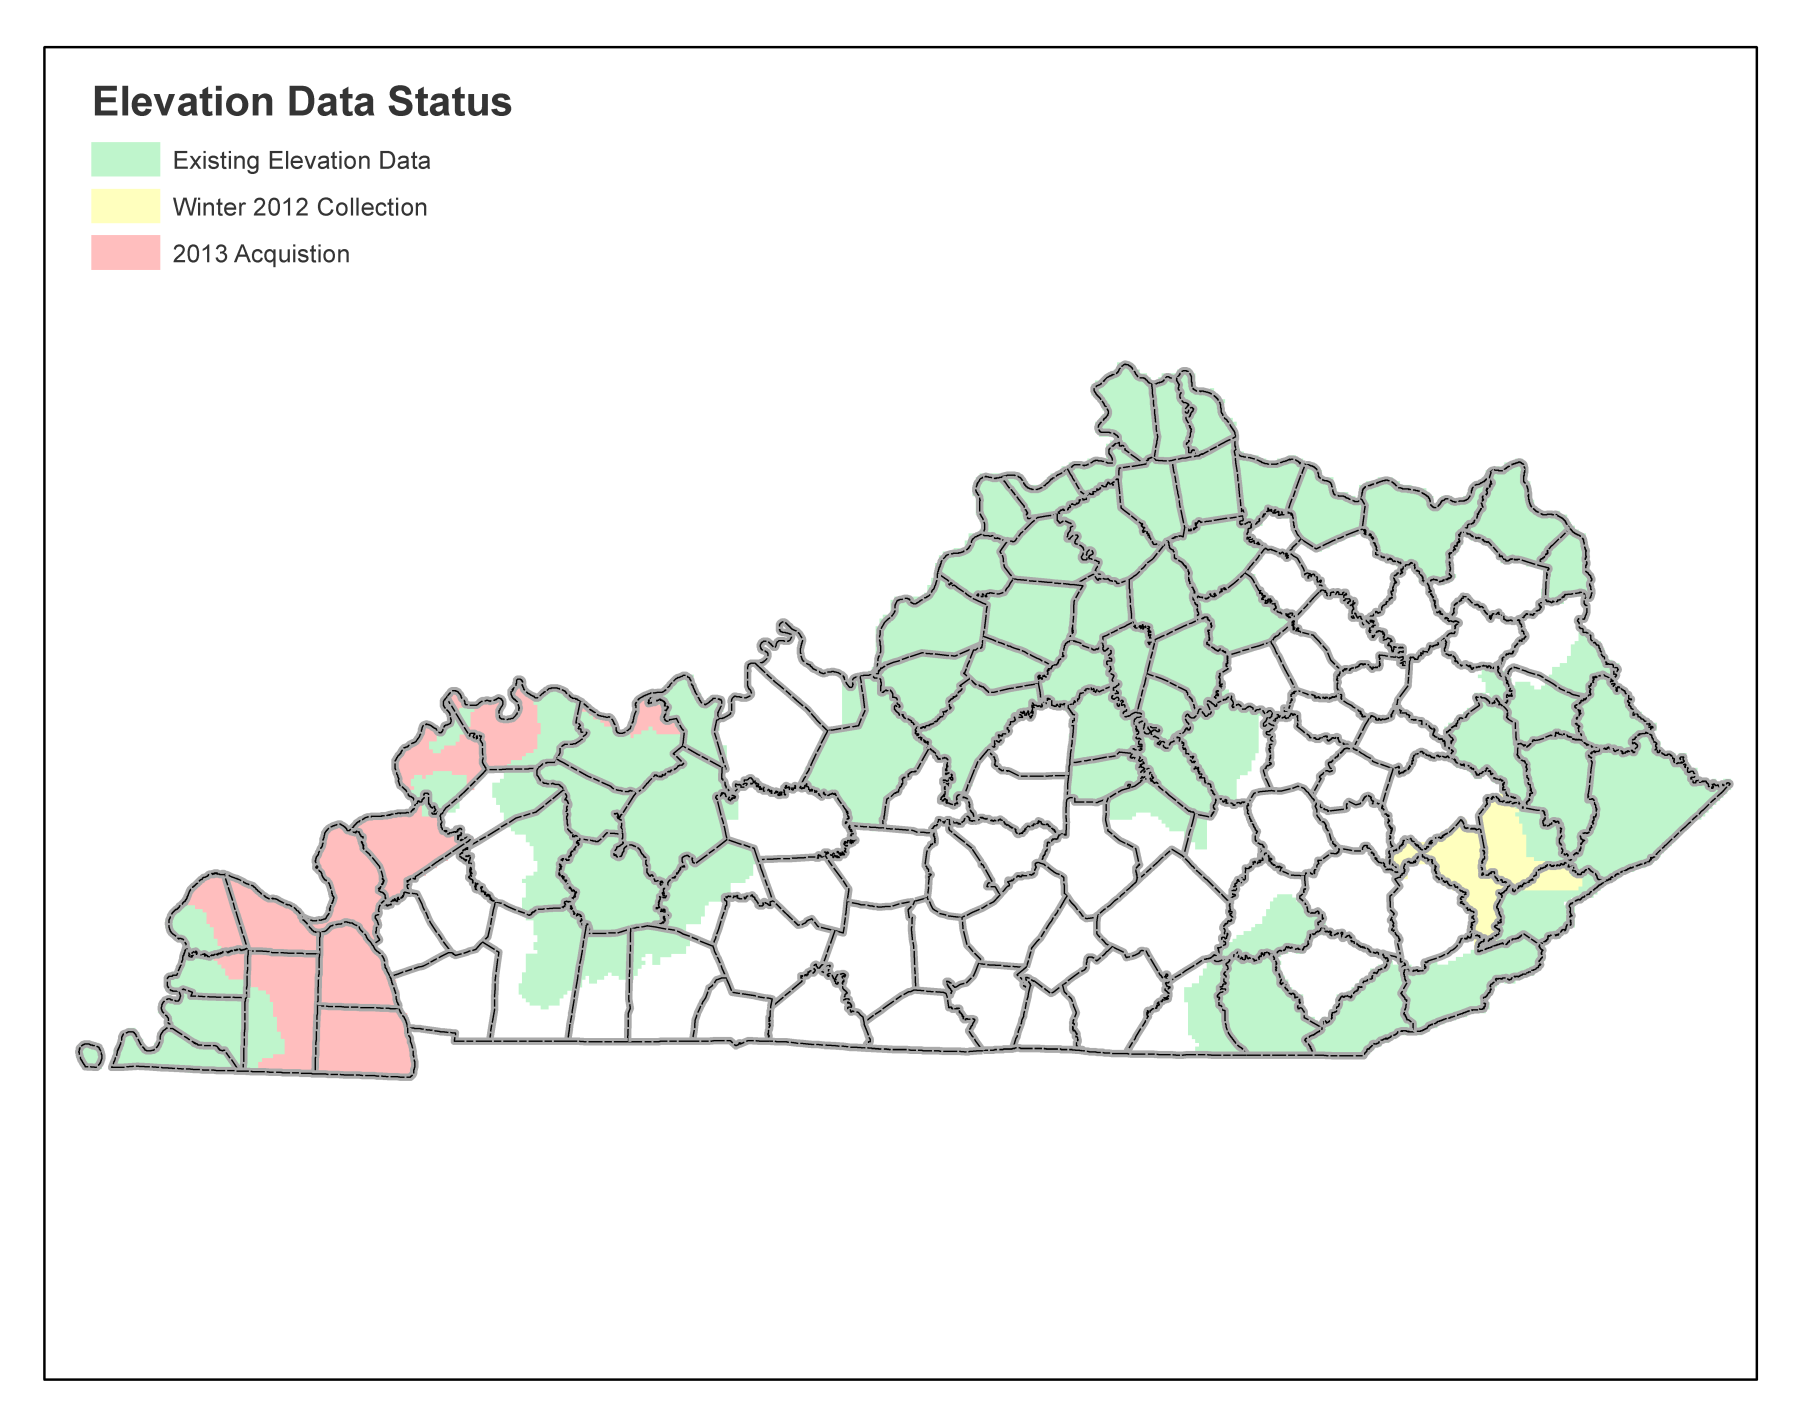 Elevation Data Status
Existing Elevation Data
Winter 2012 Collection
2013 Acquistion